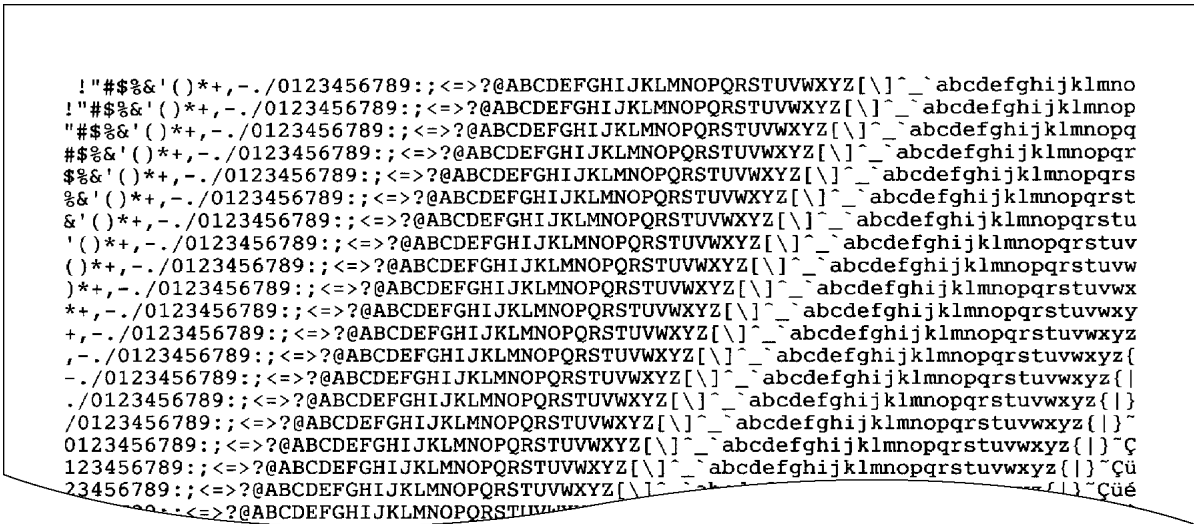 !"#$%&'()*+,-./0123456789:;<=>?@ABCDEFGHIJKLMNOPQRSTUVWXYZ[\]^_`abcdefghijklmno
!"#$%&'()*+,-./0123456789:;<=>?@ABCDEFGHIJKLMNOPQRSTUVWXYZ[\]^_`abcdefghijklmnop
"#$%&'()*+,-./0123456789:;<=>?@ABCDEFGHIJKLMNOPQRSTUVWXYZ[\]^_`abcdefghijklmnopq
#$%&'()*+,-./0123456789:;<=>?@ABCDEFGHIJKLMNOPQRSTUVWXYZ[\]^_`abcdefghijklmnopqr
$%&'()*+,-./0123456789:;<=>?@ABCDEFGHIJKLMNOPQRSTUVWXYZ[\]^_`abcdefghijklmnopqrs
%&'()*+,-./0123456789:;<=>?@ABCDEFGHIJKLMNOPQRSTUVWXYZ[\]^_`abcdefghijklmnopqrst
&'()*+,-./0123456789:;<=>?@ABCDEFGHIJKLMNOPQRSTUVWXYZ[\]^_`abcdefghijklmnopqrstu
'()*+,-./0123456789:;<=>?@ABCDEFGHIJKLMNOPQRSTUVWXYZ[\]^_`abcdefghijklmnopqrstuv
()*+,-./0123456789:;<=>?@ABCDEFGHIJKLMNOPQRSTUVWXYZ[\]^_`abcdefghijklmnopqrstuvw
)*+,-./0123456789:;<=>?@ABCDEFGHIJKLMNOPQRSTUVWXYZ[\]^_`abcdefghijklmnopqrstuvwx
*+,-./0123456789:;<=>?@ABCDEFGHIJKLMNOPQRSTUVWXYZ[\]^_`abcdefghijklmnopqrstuvwxy
+,-./0123456789:;<=>?@ABCDEFGHIJKLMNOPQRSTUVWXYZ[\]^_`abcdefghijklmnopqrstuvwxyz
,-./0123456789:;<=>?@ABCDEFGHIJKLMNOPQRSTUVWXYZ[\]^_`abcdefghijklmnopqrstuvwxyz{
-./0123456789:;<=>?@ABCDEFGHIJKLMNOPQRSTUVWXYZ[\]^_`abcdefghijklmnopqrstuvwxyz{|
./0123456789:;<=>?@ABCDEFGHIJKLMNOPQRSTUVWXYZ[\]^_`abcdefghijklmnopqrstuvwxyz{|}
/0123456789:;<=>?@ABCDEFGHIJKLMNOPQRSTUVWXYZ[\]^_`abcdefghijklmnopqrstuvwxyz{|}~
0123456789:;<=>?@ABCDEFGHIJKLMNOPQRSTUVWXYZ[\]^_`abcdefghijklmnopqrstuvwxyz{|}~Ç
123456789:;<=>?@ABCDEFGHIJKLMNOPQRSTUVWXYZ[\]^_`abcdefghijklmnopqrstuvwxyz{|}~Çü
23456789:;<=>?@ABCDEFGHIJKLMNOPQRSTUVWXYZ[\] {|}~Çüé
<=>?@ABCDEFGHIJKLMNOPQRSTU